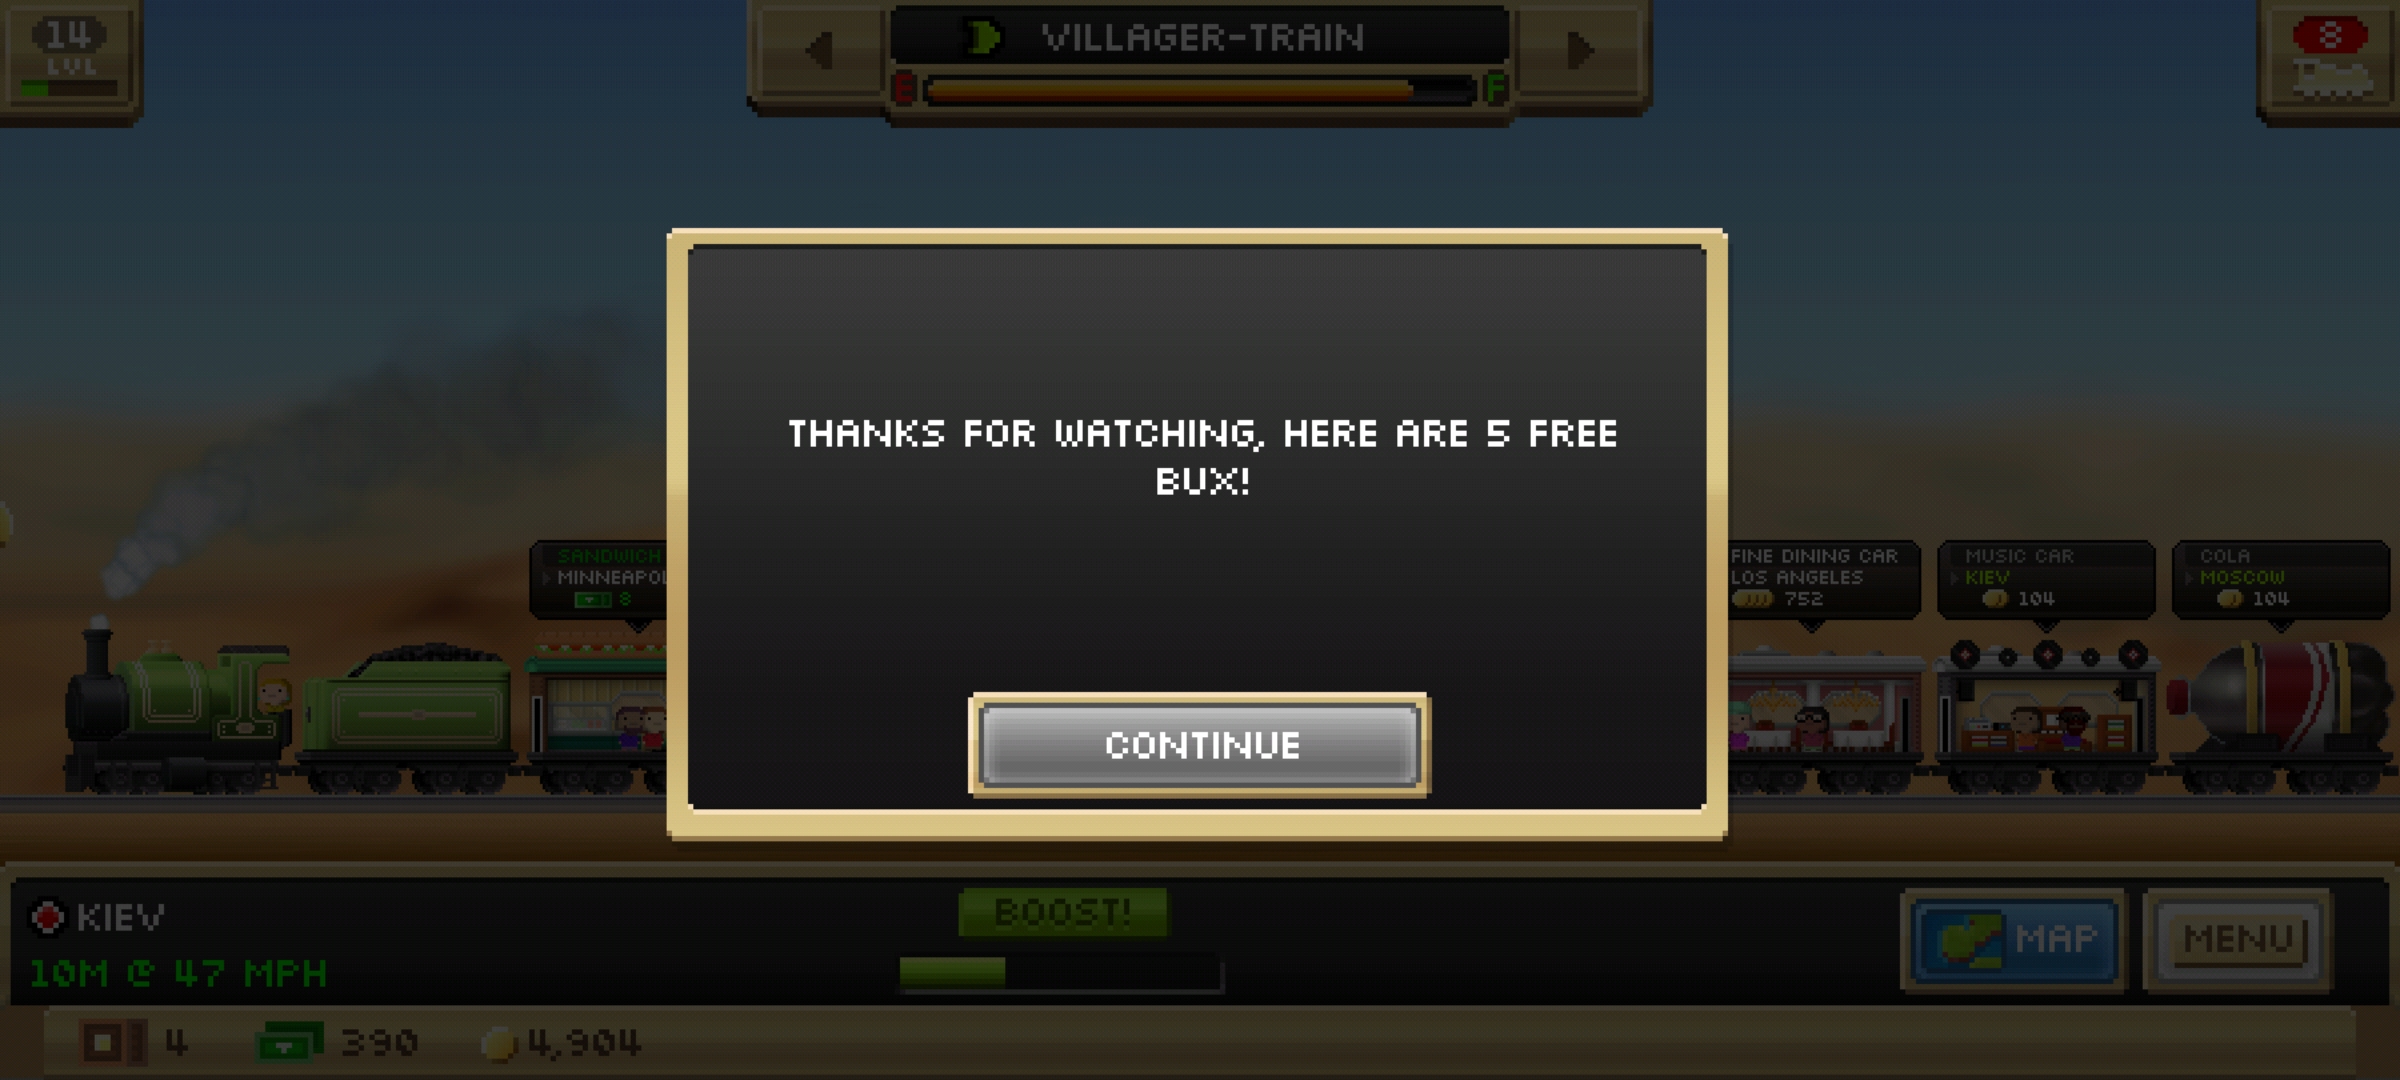 14
LVL
VILLAGER-TRAIN
E
F
8
THANKS FOR WATCHING, HERE ARE 5 FREE
BUX!
CONTINUE
SANDWICH
MINNEAPOL
8
FINE DINING CAR
LOS ANGELES
752
MUSIC CAR
KIEV
104
COLA
MOSCOW
104
KIEV
10M @ 47 MPH
BOOST!
MAP
MENU
4
390
4,904